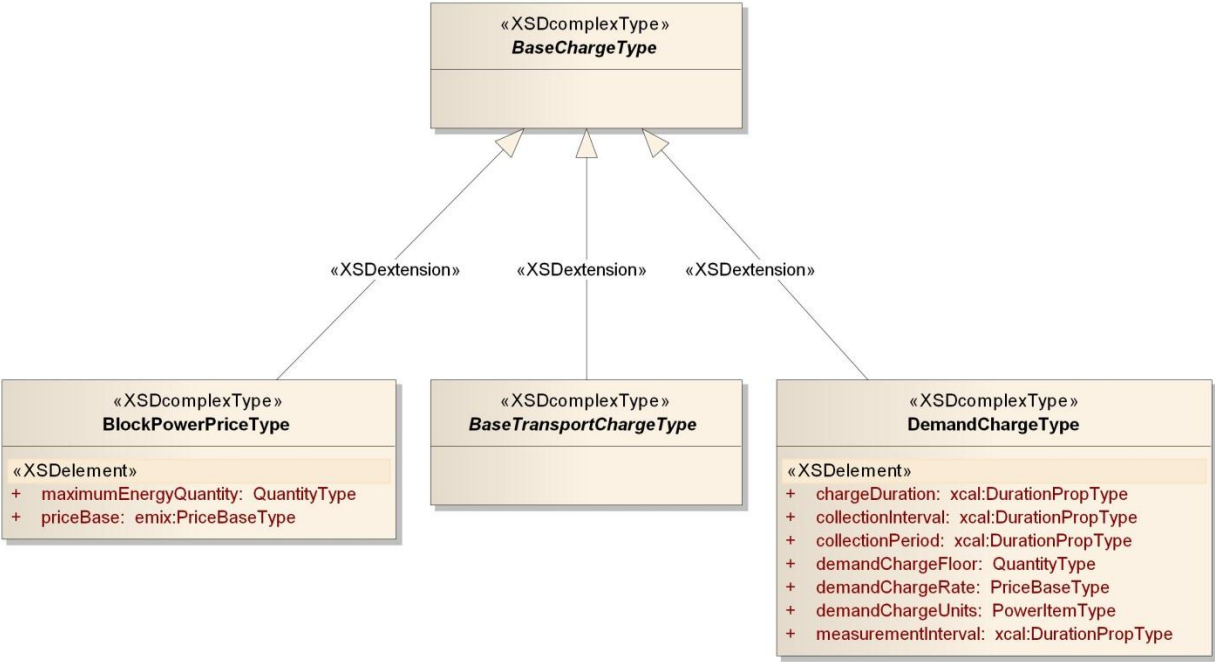 «XSDcomplexType»
BaseChargeType
«XSDextension»
«XSDextension»
«XSDextension»
«XSDcomplexType»
BlockPowerPriceType
«XSDelement»
+ maximumEnergyQuantity: QuantityType
+ priceBase: emix:PriceBaseType
«XSDcomplexType»
BaseTransportChargeType
«XSDcomplexType»
DemandChargeType
«XSDelement»
+ chargeDuration: xcal:DurationPropType
+ collectionInterval: xcal:DurationPropType
+ collectionPeriod: xcal:DurationPropType
+ demandChargeFloor: QuantityType
+ demandChargeRate: PriceBaseType
+ demandChargeUnits: PowerItemType
+ measurementInterval: xcal:DurationPropType